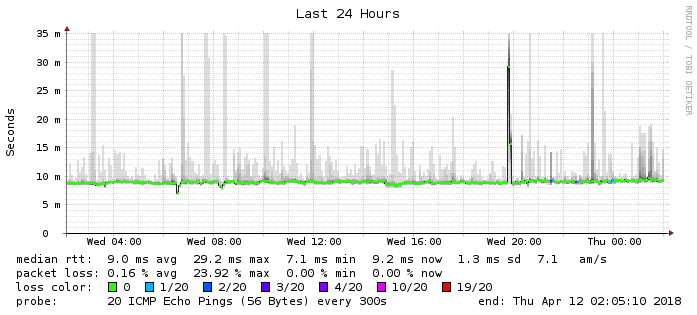 Last 24 Hours
RRDTOOL / TOBI OETIKER
Seconds
35 m
30 m
25 m
20 m
15 m
10 m
5 m
0
Wed 04:00 Wed 08:00 Wed 12:00 Wed 16:00 Wed 20:00 Thu 00:00
median rtt: 9.0 ms avg 29.2 ms max 7.1 ms min 9.2 ms now 1.3 ms sd 7.1 am/s
packet loss: 0.16 % avg 23.92 % max 0.00 % min 0.00 % now
loss color: 0 1/20 2/20 3/20 4/20 10/20 19/20
probe: 20 ICMP Echo Pings (56 Bytes) every 300s end: Thu Apr 12 02:05:10 2018